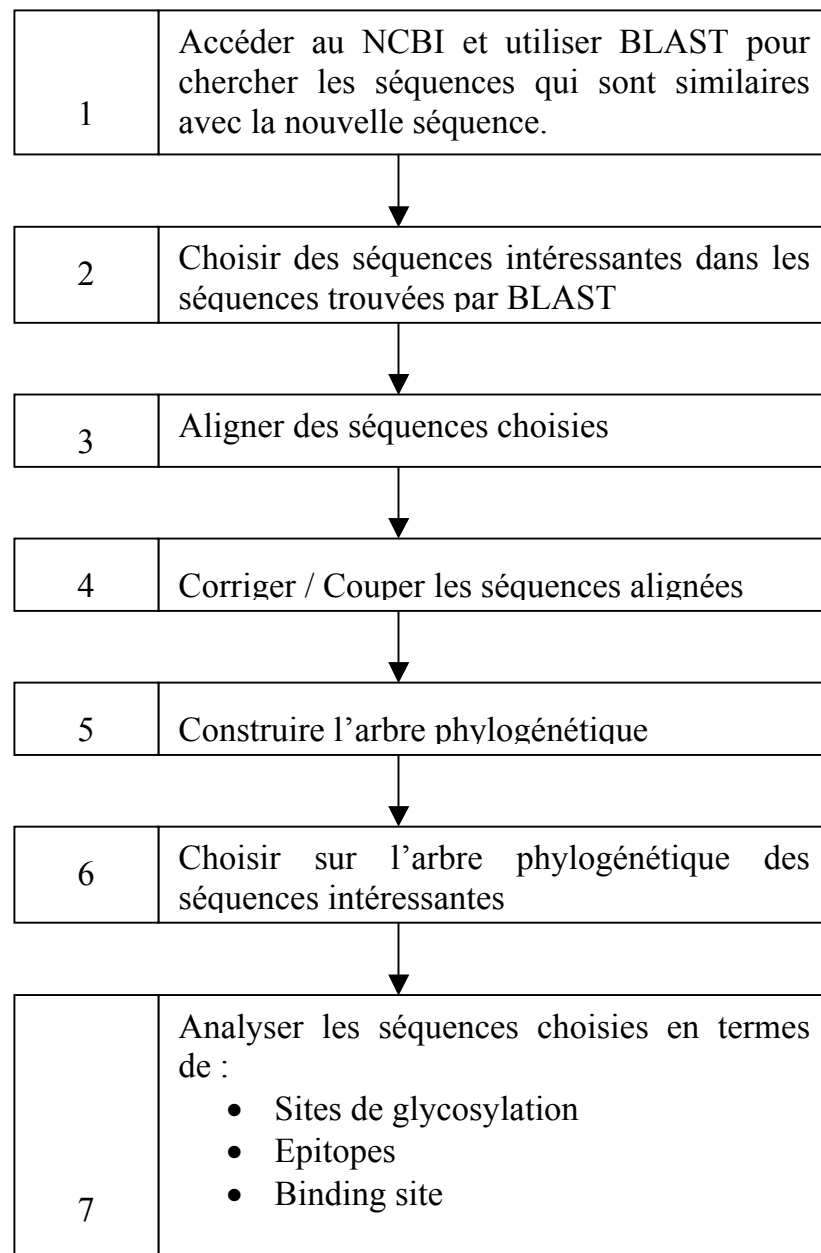 1
Accéder au NCBI et utiliser BLAST pour
chercher les séquences qui sont similaires
avec la nouvelle séquence.
2
Choisir des séquences intéressantes dans les
séquences trouvées par BLAST
3
Aligner des séquences choisies
4
Corriger / Couper les séquences alignées
5
Construire l’arbre phylogénétique
6
Choisir sur l’arbre phylogénétique des
séquences intéressantes
7
Analyser les séquences choisies en termes
de :
• Sites de glycosylation
• Epitopes
• Binding site